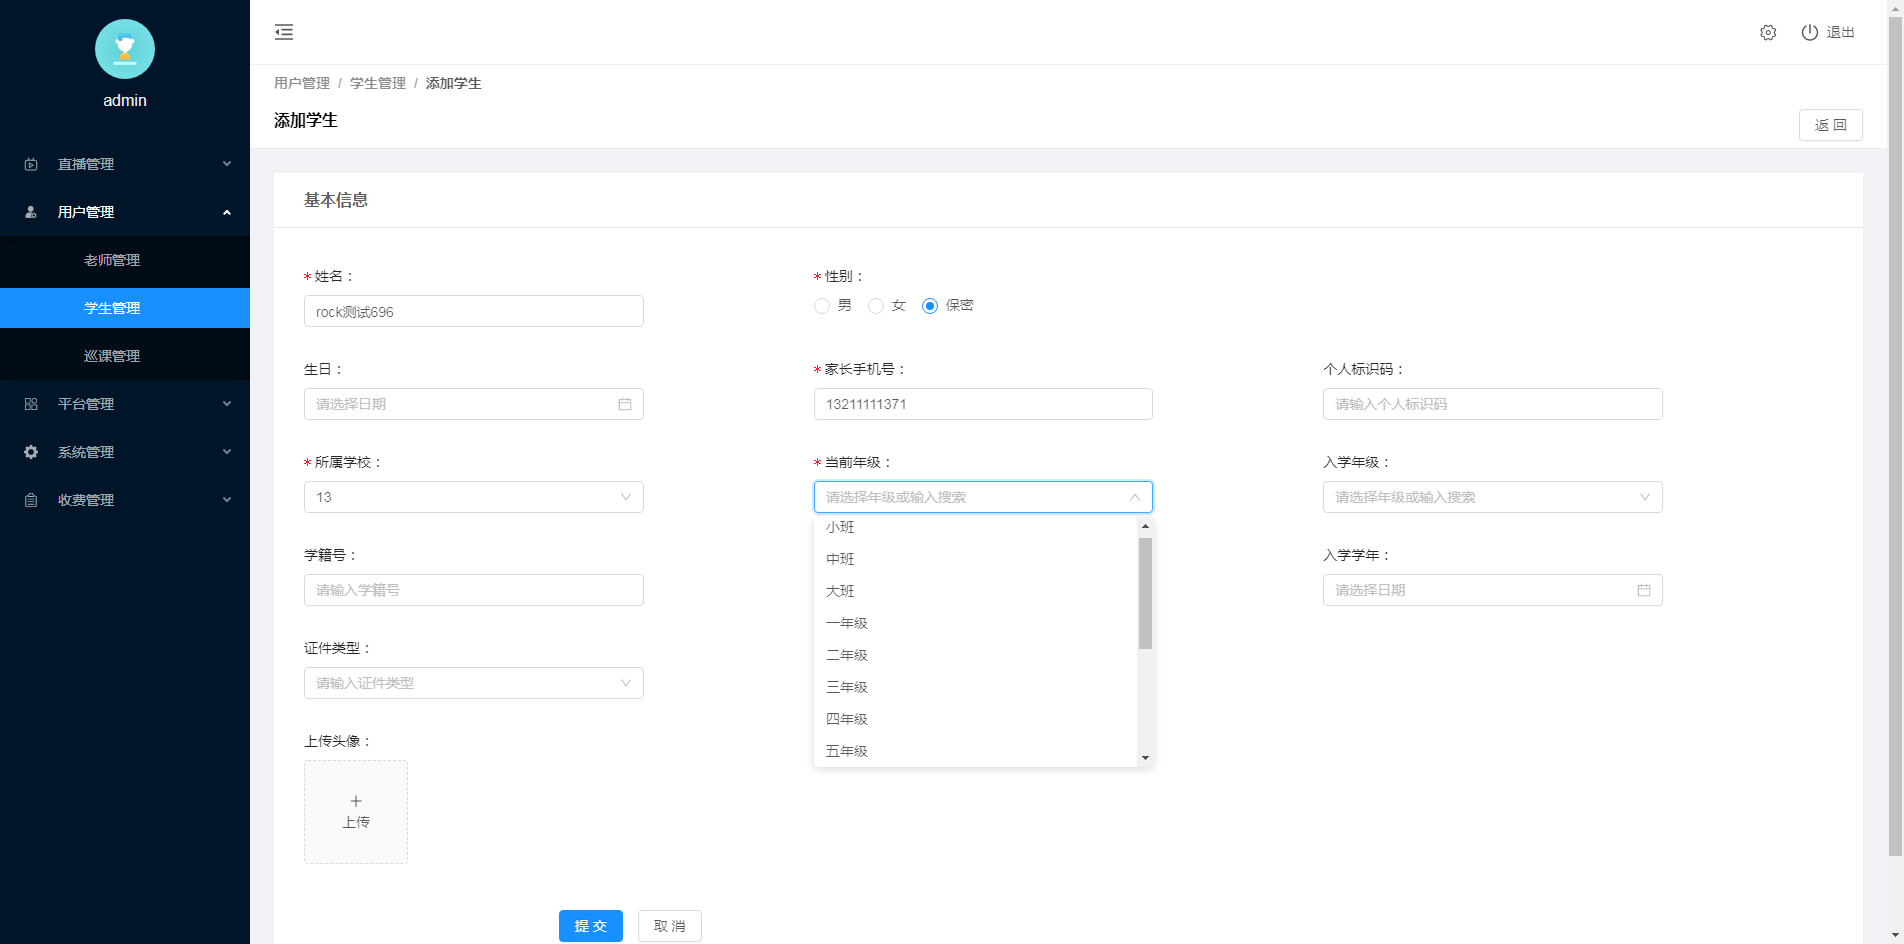 admin
直播管理
用户管理
老师管理
学生管理
巡课管理
平台管理
系统管理
收费管理
退出
用户管理 / 学生管理 / 添加学生
添加学生
返 回
基本信息
* 姓名：
rock测试696
* 性别：
男 女 保密
生日：
请选择日期
* 家长手机号：
13211111371
个人标识码：
请输入个人标识码
* 所属学校：
13
* 当前年级：
请选择年级或输入搜索
入学年级：
请选择年级或输入搜索
小班
中班
大班
一年级
二年级
三年级
四年级
五年级
学籍号：
请输入学籍号
入学学年：
请选择日期
证件类型：
请输入证件类型
上传头像：
上传
提 交
取 消